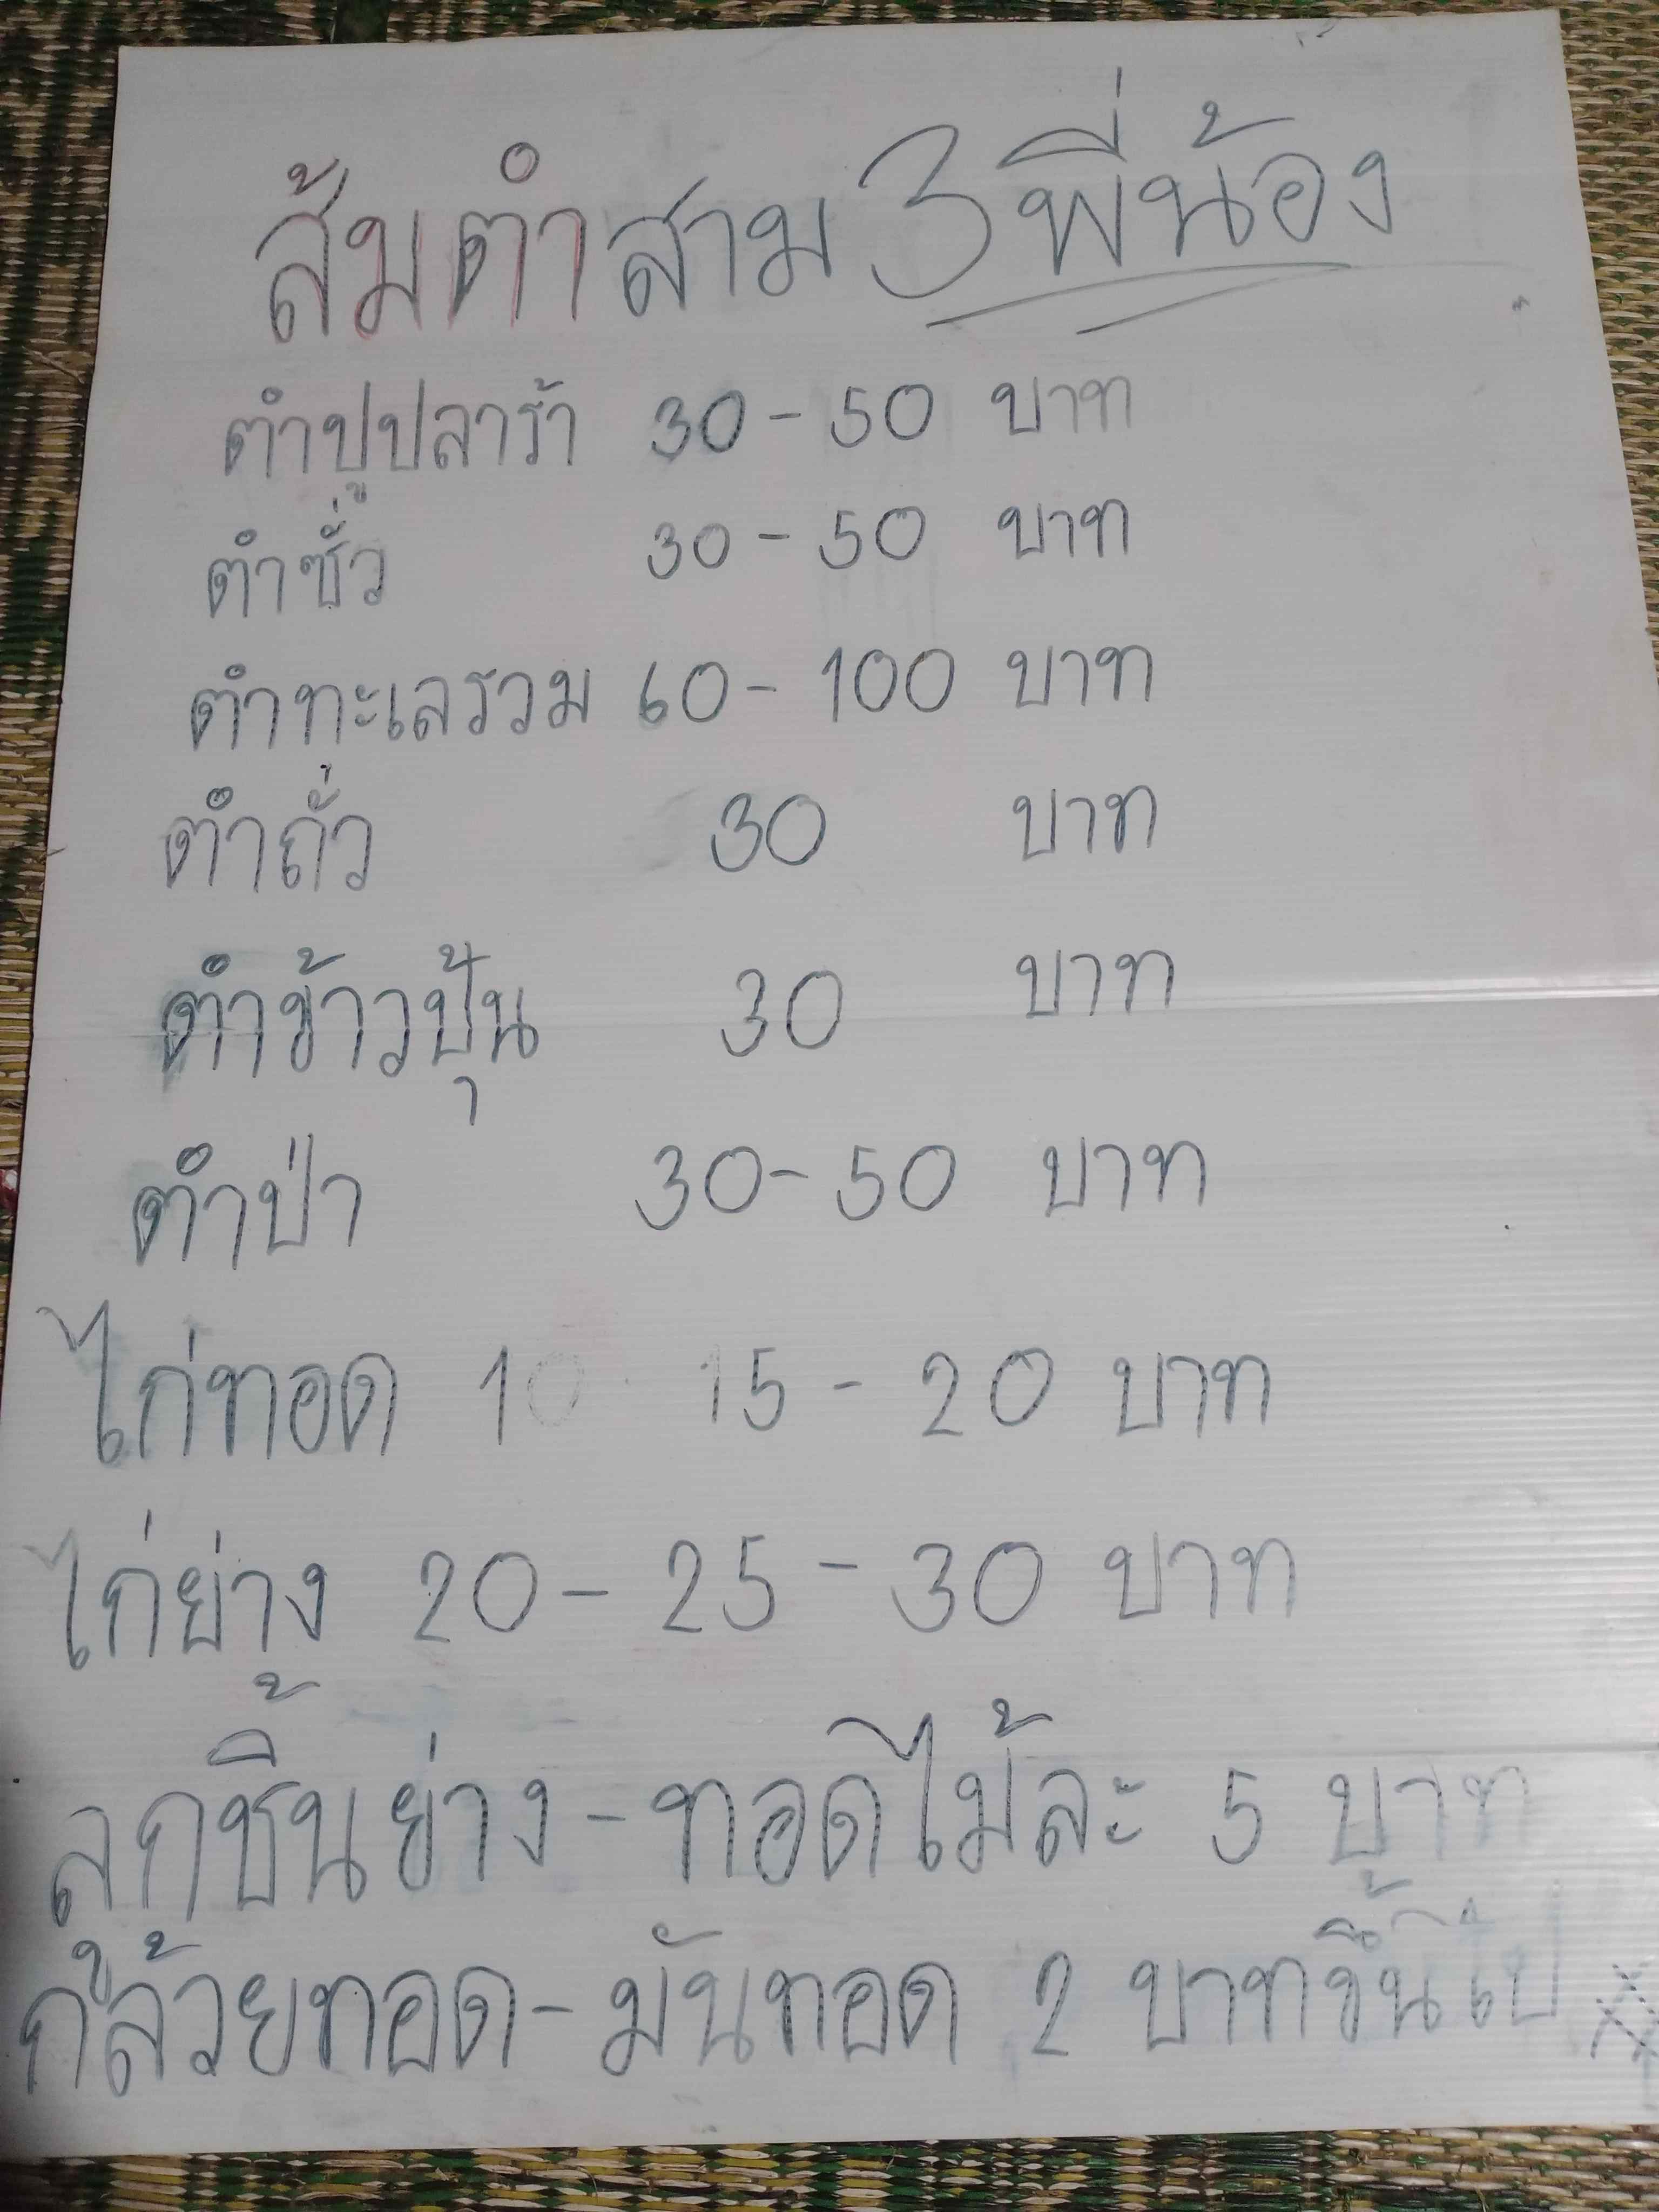 ส้มตำสาม 3 พี่น้อง
ตำปูปลาร้า 30-50 บาท
ตำซั่ว 30-50 บาท
ตำทะเลรวม 60-100 บาท
ตำถั่ว 30 บาท
ตำข้าวปุ้น 30 บาท
ตำป่า 30-50 บาท
ไก่ทอด 10 15-20 บาท
ไก่ย่าง 20-25-30 บาท
ลูกชิ้นย่าง-ทอดไม้ละ 5 บาท
กล้วยทอด-มันทอด 2 บาทขึ้นไป